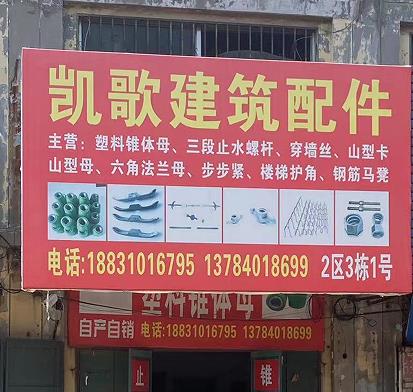 凯歌建筑配件
主营：塑料锥体母、三段止水螺杆、穿墙丝、山型卡
山型母、六角法兰母、步步紧、楼梯护角、钢筋马凳
电话:18831016795 13784018699 2区3栋1号
塑料锥体母
自产自销 电话:18831016795 13784018699
止
锥